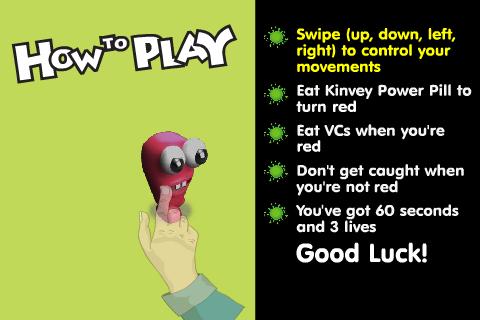 HOW TO PLAY
Swipe (up, down, left,
right) to control your
movements
Eat Kinvey Power Pill to
turn red
Eat VCs when you're
red
Don't get caught when
you're not red
You've got 60 seconds
and 3 lives
Good Luck!